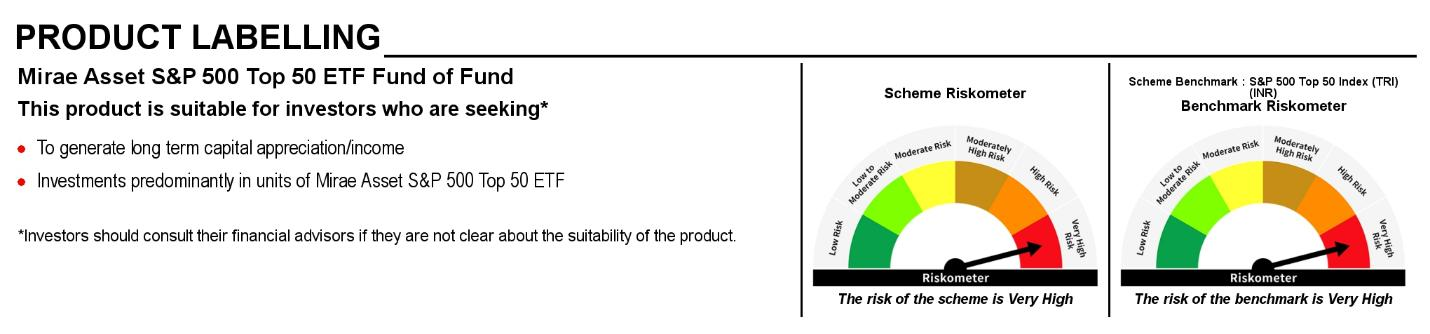 PRODUCT LABELLING
Mirae Asset S&P 500 Top 50 ETF Fund of Fund
This product is suitable for investors who are seeking*
• To generate long term capital appreciation/income
• Investments predominantly in units of Mirae Asset S&P 500 Top 50 ETF
*Investors should consult their financial advisors if they are not clear about the suitability of the product.
Scheme Riskometer
Low Risk
Low to
Moderate Risk
Moderate Risk
Moderately
High Risk
High Risk
Very High
Risk
Riskometer
The risk of the scheme is Very High
Scheme Benchmark : S&P 500 Top 50 Index (TRI)
(INR)
Benchmark Riskometer
Low Risk
Low to
Moderate Risk
Moderate Risk
Moderately
High Risk
High Risk
Very High
Risk
Riskometer
The risk of the benchmark is Very High